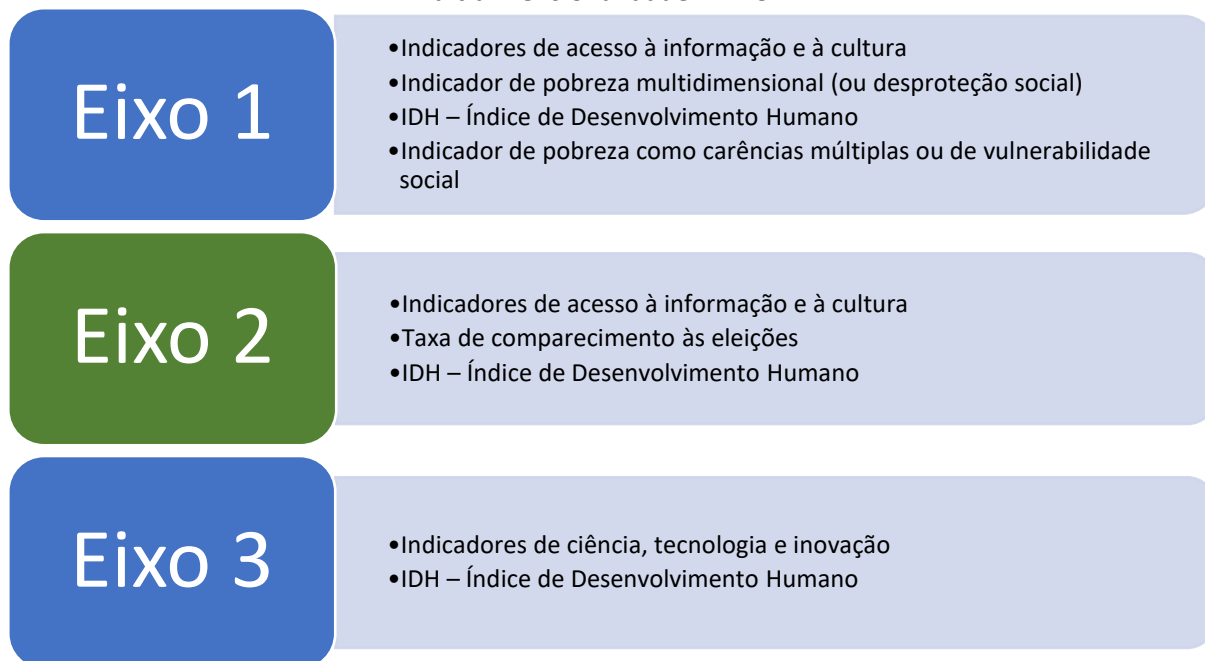 Eixo 1
•Indicadores de acesso à informação e à cultura
•Indicador de pobreza multidimensional (ou desproteção social)
•IDH – Índice de Desenvolvimento Humano
•Indicador de pobreza como carências múltiplas ou de vulnerabilidade
social
Eixo 2
•Indicadores de acesso à informação e à cultura
•Taxa de comparecimento às eleições
•IDH – Índice de Desenvolvimento Humano
Eixo 3
•Indicadores de ciência, tecnologia e inovação
•IDH – Índice de Desenvolvimento Humano